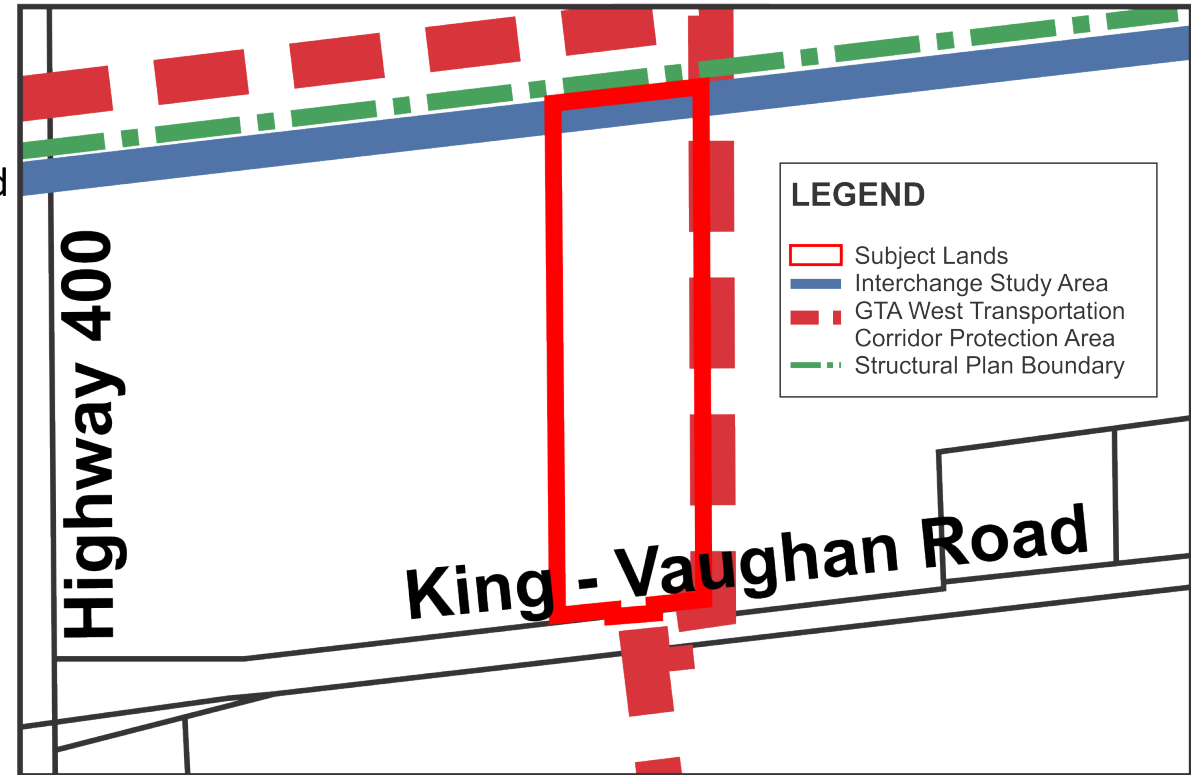 d
Highway 400
LEGEND
Subject Lands
Interchange Study Area
GTA West Transportation
Corridor Protection Area
Structural Plan Boundary
King - Vaughan Road